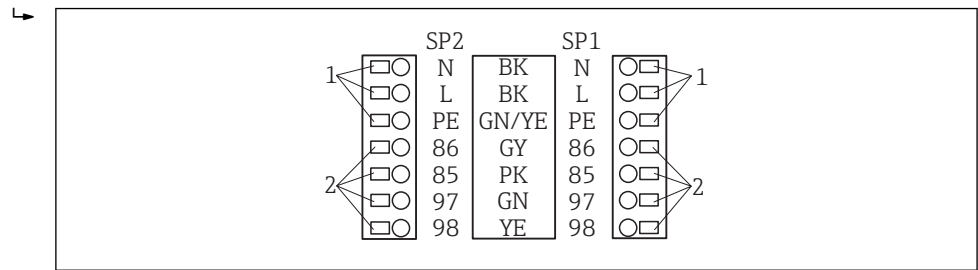 SP2 SP1
1 N BK N 1
L BK L
PE GN/YE PE
86 GY 86
2 85 PK 85 2
97 GN 97
98 YE 98